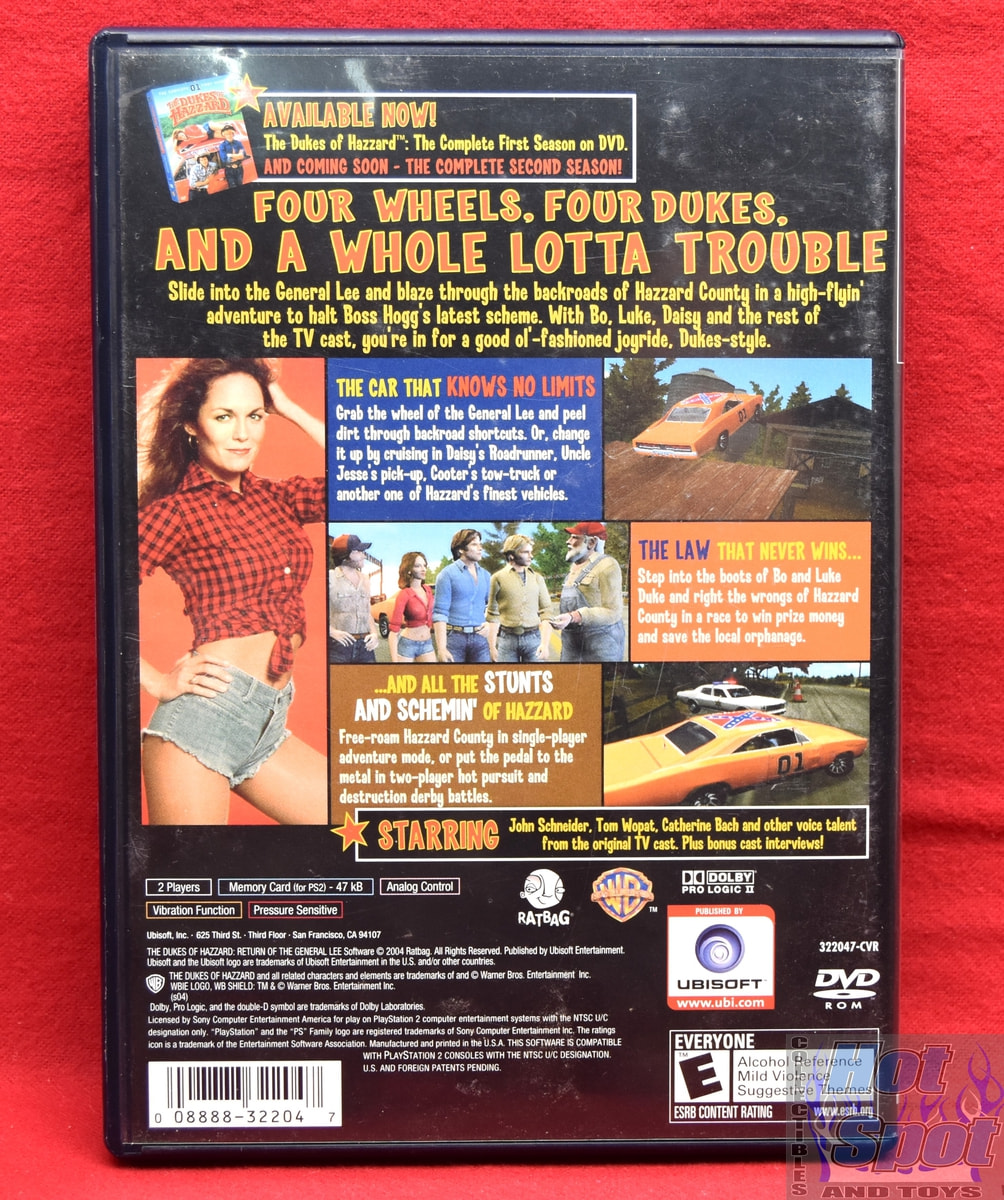 01
THE DUKES OF HAZZARD
AVAILABLE NOW!
The Dukes of Hazzard™: The Complete First Season on DVD.
AND COMING SOON - THE COMPLETE SECOND SEASON!
FOUR WHEELS, FOUR DUKES,
AND A WHOLE LOTTA TROUBLE
Slide into the General Lee and blaze through the backroads of Hazzard County in a high-flyin'
adventure to halt Boss Hogg's latest scheme. With Bo, Luke, Daisy and the rest of
the TV cast, you're in for a good ol'-fashioned joyride, Dukes-style.
THE CAR THAT KNOWS NO LIMITS
Grab the wheel of the General Lee and peel
dirt through backroad shortcuts. Or, change
it up by cruising in Daisy's Roadrunner, Uncle
Jesse's pick-up, Cooter's tow-truck or
another one of Hazzard's finest vehicles.
01
THE LAW THAT NEVER WINS...
Step into the boots of Bo and Luke
Duke and right the wrongs of Hazzard
County in a race to win prize money
and save the local orphanage.
...AND ALL THE STUNTS
AND SCHEMIN' OF HAZZARD
Free-roam Hazzard County in single-player
adventure mode, or put the pedal to the
metal in two-player hot pursuit and
destruction derby battles.
01
STARRING
John Schneider, Tom Wopat, Catherine Bach and other voice talent
from the original TV cast. Plus bonus cast interviews!
2 Players
Memory Card (for PS2) - 47 kB
Analog Control
Vibration Function
Pressure Sensitive
RATBAG
WB™
DOLBY
PRO LOGIC II
Ubisoft, Inc. · 625 Third St. · Third Floor · San Francisco, CA 94107
THE DUKES OF HAZZARD: RETURN OF THE GENERAL LEE Software © 2004 Ratbag. All Rights Reserved. Published by Ubisoft Entertainment.
Ubisoft and the Ubisoft logo are trademarks of Ubisoft Entertainment in the U.S. and/or other countries.
THE DUKES OF HAZZARD and all related characters and elements are trademarks of and © Warner Bros. Entertainment Inc.
WBIE LOGO, WB SHIELD: TM & © Warner Bros. Entertainment Inc.
(s04)
Dolby, Pro Logic, and the double-D symbol are trademarks of Dolby Laboratories.
Licensed by Sony Computer Entertainment America for play on PlayStation 2 computer entertainment systems with the NTSC U/C
designation only. "PlayStation" and the "PS" Family logo are registered trademarks of Sony Computer Entertainment Inc. The ratings
icon is a trademark of the Entertainment Software Association. Manufactured and printed in the U.S.A. THIS SOFTWARE IS COMPATIBLE
WITH PLAYSTATION 2 CONSOLES WITH THE NTSC U/C DESIGNATION.
U.S. AND FOREIGN PATENTS PENDING.
PUBLISHED BY
UBISOFT
www.ubi.com
322047-CVR
DVD
ROM
0 08888-32204 7
EVERYONE
E
Alcohol Reference
Mild Violence
Suggestive Themes
ESRB CONTENT RATING
www.esrb.org
COLLECTIBLES
Hot
Spot
AND TOYS